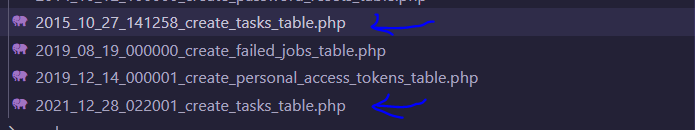 2015_10_27_141258_create_tasks_table.php
2019_08_19_000000_create_failed_jobs_table.php
2019_12_14_000001_create_personal_access_tokens_table.php
2021_12_28_022001_create_tasks_table.php